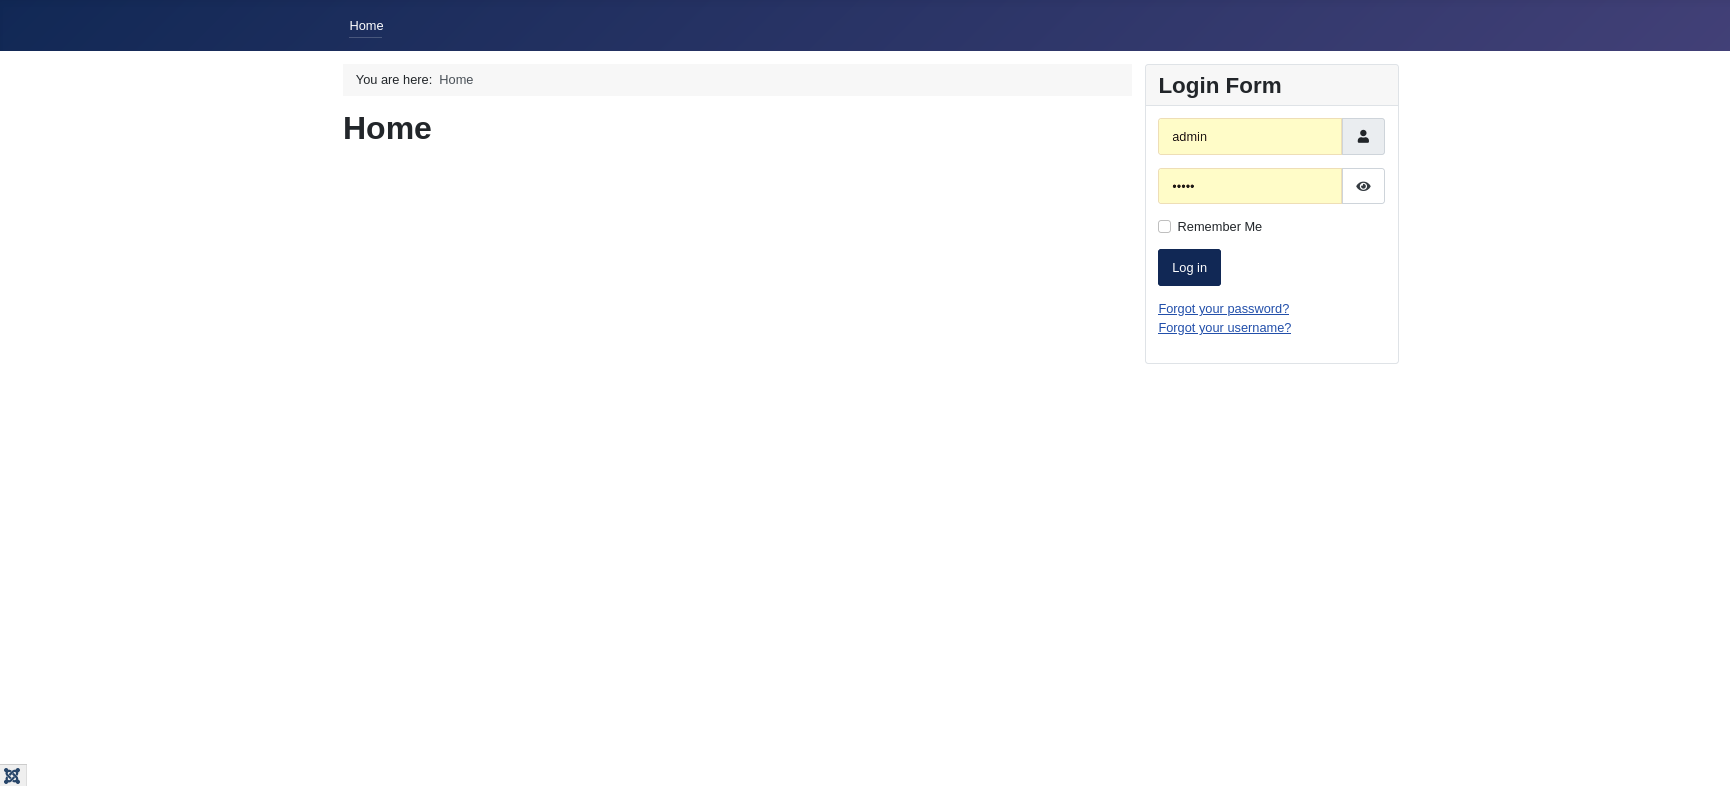 Home
You are here: Home
Home
Login Form
admin
•••••
Remember Me
Log in
Forgot your password?
Forgot your username?